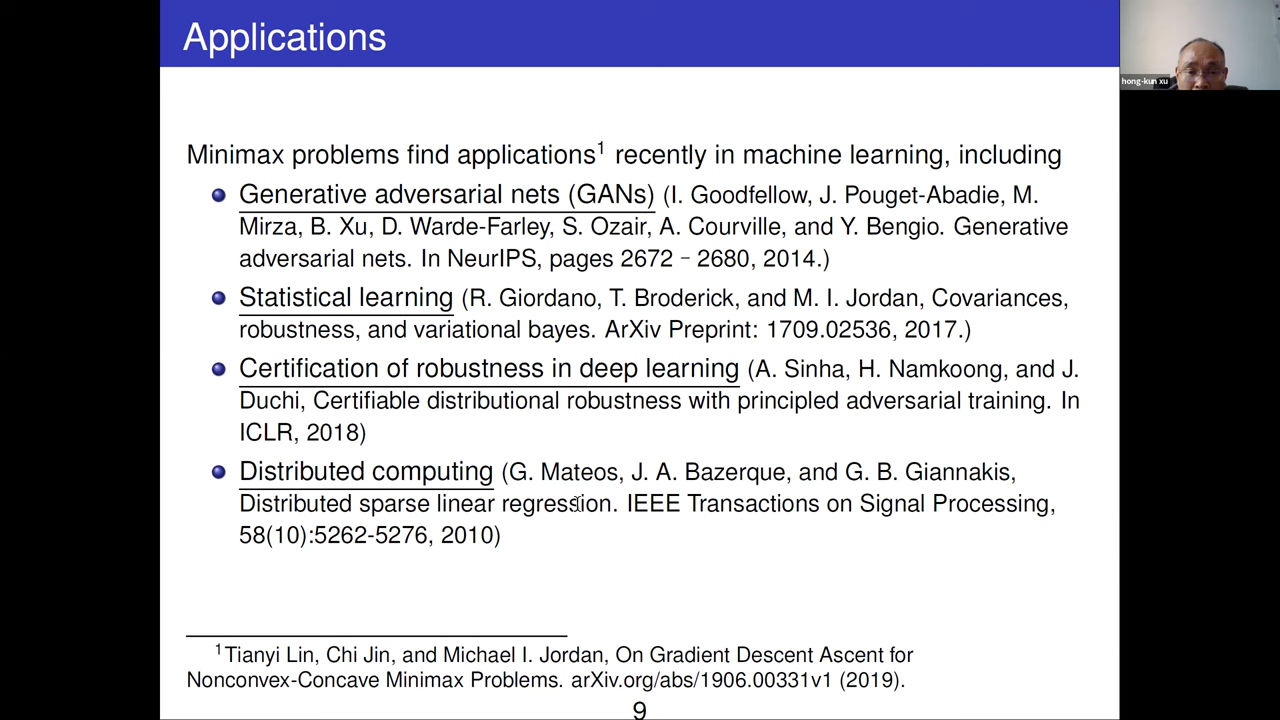 Applications
hong-kun xu
Minimax problems find applications¹ recently in machine learning, including
Generative adversarial nets (GANs) (I. Goodfellow, J. Pouget-Abadie, M.
Mirza, B. Xu, D. Warde-Farley, S. Ozair, A. Courville, and Y. Bengio. Generative
adversarial nets. In NeurIPS, pages 2672 – 2680, 2014.)
Statistical learning (R. Giordano, T. Broderick, and M. I. Jordan, Covariances,
robustness, and variational bayes. ArXiv Preprint: 1709.02536, 2017.)
Certification of robustness in deep learning (A. Sinha, H. Namkoong, and J.
Duchi, Certifiable distributional robustness with principled adversarial training. In
ICLR, 2018)
Distributed computing (G. Mateos, J. A. Bazerque, and G. B. Giannakis,
Distributed sparse linear regression. IEEE Transactions on Signal Processing,
58(10):5262-5276, 2010)
¹Tianyi Lin, Chi Jin, and Michael I. Jordan, On Gradient Descent Ascent for
Nonconvex-Concave Minimax Problems. arXiv.org/abs/1906.00331v1 (2019).
9